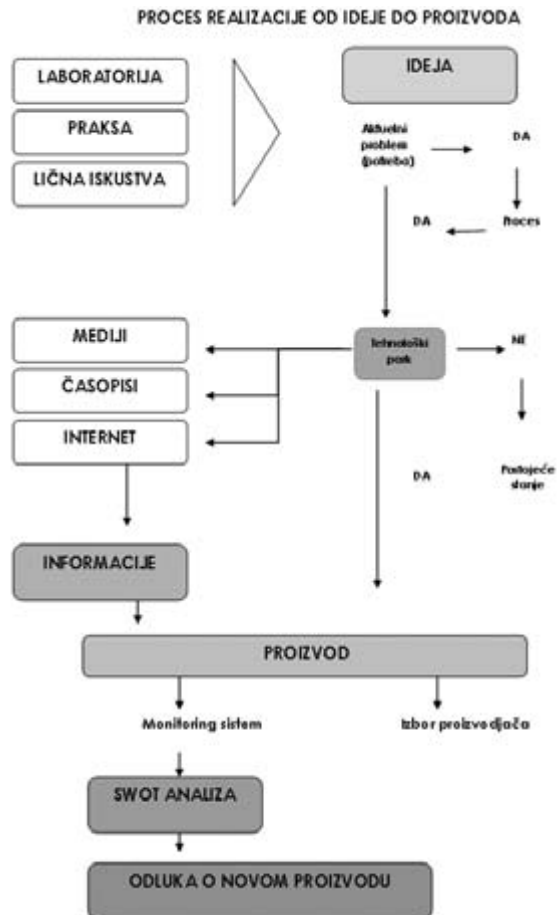 PROCES REALIZACIJE OD IDEJE DO PROIZVODA
LABORATORIJA
PRAKSA
LIČNA ISKUSTVA
IDEJA
Aktuelni
problem
(potreba)
DA
DA
Proces
MEDIJI
ČASOPISI
INTERNET
Tehnološki
park
NE
DA
Postojeće
stanje
INFORMACIJE
PROIZVOD
Monitoring sistem
Izbor proizvodjača
SWOT ANALIZA
ODLUKA O NOVOM PROIZVODU